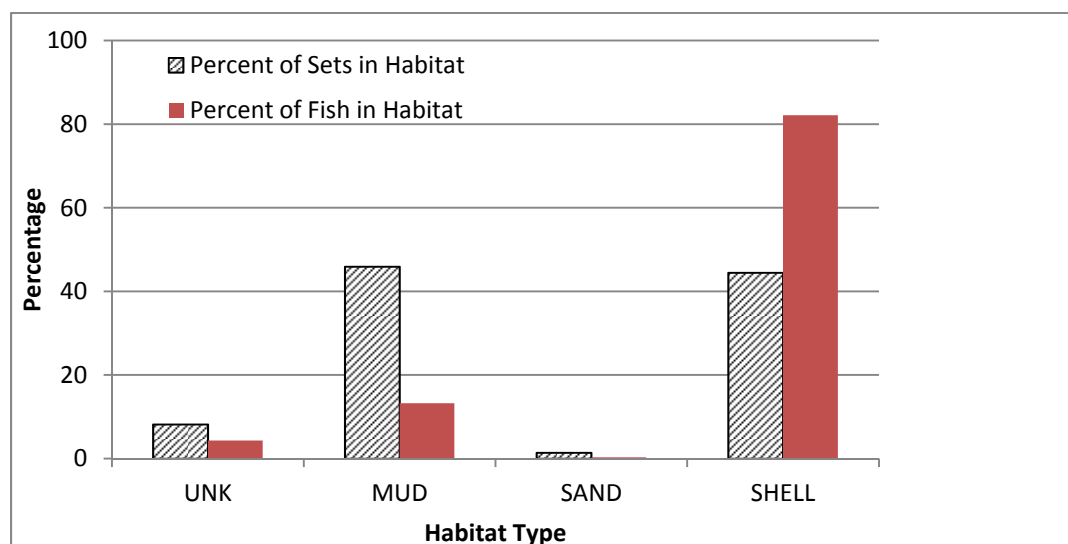 100
80
60
40
20
0
Percentage
Percent of Sets in Habitat
Percent of Fish in Habitat
UNK MUD SAND SHELL
Habitat Type